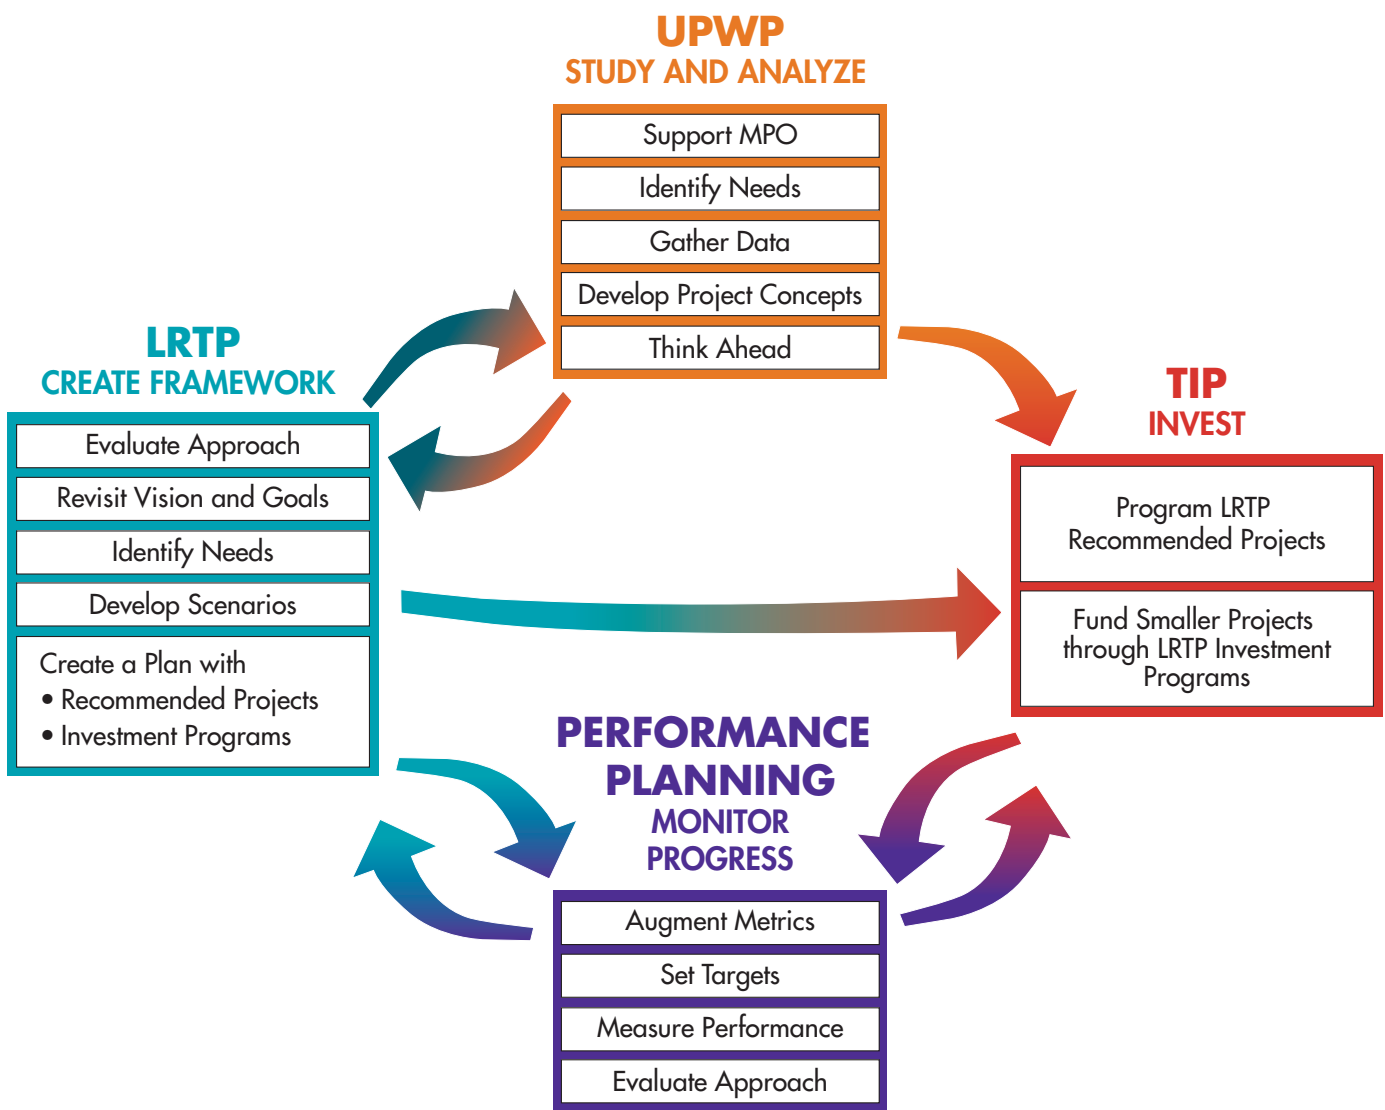 UPWP
STUDY AND ANALYZE
Support MPO
Identify Needs
Gather Data
Develop Project Concepts
Think Ahead
LRTP
CREATE FRAMEWORK
Evaluate Approach
Revisit Vision and Goals
Identify Needs
Develop Scenarios
Create a Plan with
• Recommended Projects
• Investment Programs
TIP
INVEST
Program LRTP
Recommended Projects
Fund Smaller Projects
through LRTP Investment
Programs
PERFORMANCE
PLANNING
MONITOR
PROGRESS
Augment Metrics
Set Targets
Measure Performance
Evaluate Approach